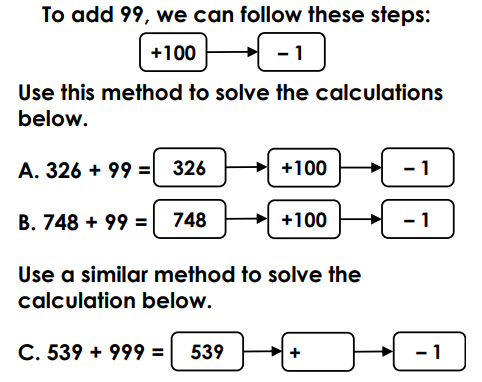 To add 99, we can follow these steps:
+100 – 1
Use this method to solve the calculations
below.
A. 326 + 99 = 326 +100 – 1
B. 748 + 99 = 748 +100 – 1
Use a similar method to solve the
calculation below.
C. 539 + 999 = 539 + – 1